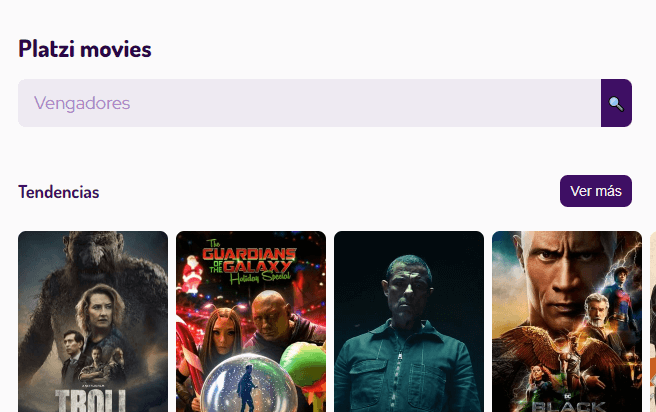 Platzi movies
Vengadores
Tendencias
Ver más
The
GUARDIANS
OF THE
GALAXY
Holiday Special
TROLL
DC
BLACK